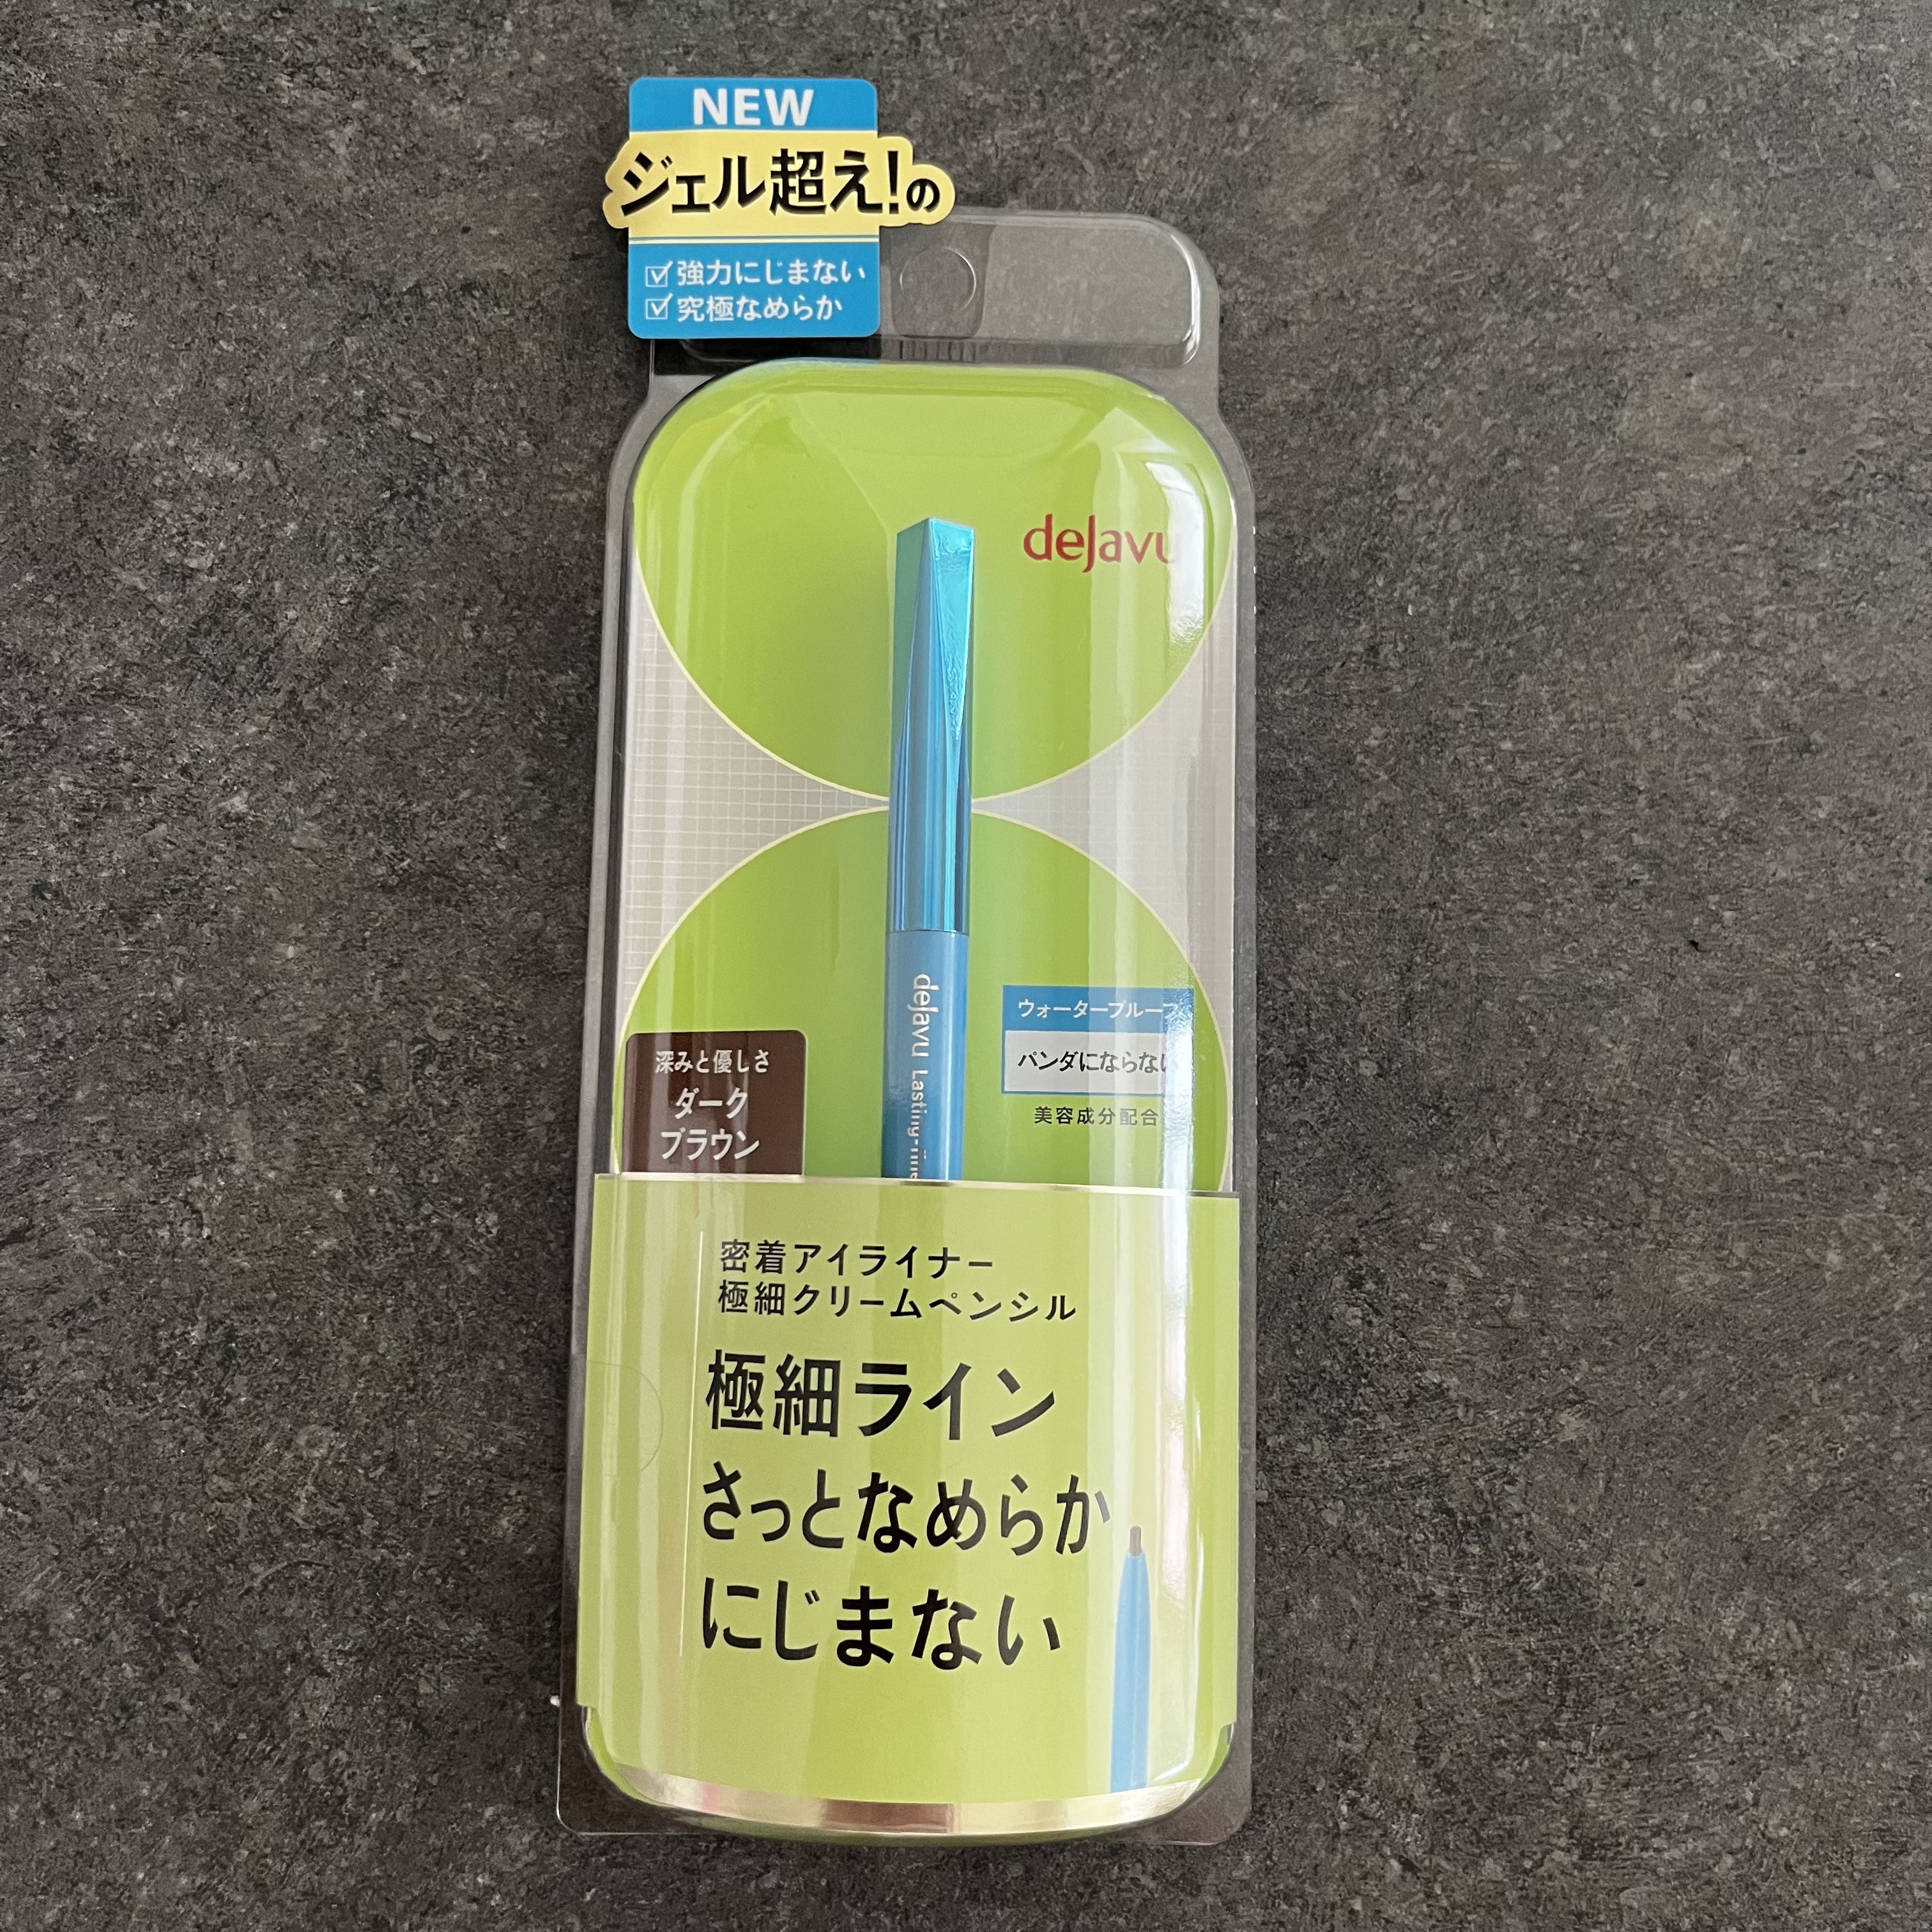 NEW
ジェル超え!の
強力にじまない
究極なめらか
deJavu
deJavu
ウォータープルーフ
パンダにならない
美容成分配合
深みと優しさ
ダーク
ブラウン
密着アイライナー
極細クリームペンシル
極細ライン
さっとなめらか
にじまない